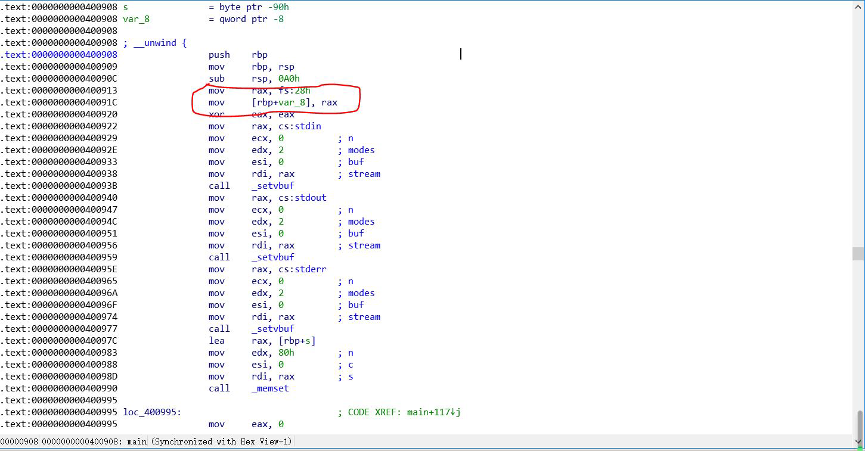 .text:0000000000400908 s = byte ptr -90h
.text:0000000000400908 var_8 = qword ptr -8
.text:0000000000400908
.text:0000000000400908 ; __unwind {
.text:0000000000400908 push rbp
.text:0000000000400909 mov rbp, rsp
.text:000000000040090C sub rsp, 0A0h
.text:0000000000400913 mov rax, fs:28h
.text:000000000040091C mov [rbp+var_8], rax
.text:0000000000400920 xor eax, eax
.text:0000000000400922 mov rax, cs:stdin
.text:0000000000400929 mov ecx, 0 ; n
.text:000000000040092E mov edx, 2 ; modes
.text:0000000000400933 mov esi, 0 ; buf
.text:0000000000400938 mov rdi, rax ; stream
.text:000000000040093B call _setvbuf
.text:0000000000400940 mov rax, cs:stdout
.text:0000000000400947 mov ecx, 0 ; n
.text:000000000040094C mov edx, 2 ; modes
.text:0000000000400951 mov esi, 0 ; buf
.text:0000000000400956 mov rdi, rax ; stream
.text:0000000000400959 call _setvbuf
.text:000000000040095E mov rax, cs:stderr
.text:0000000000400965 mov ecx, 0 ; n
.text:000000000040096A mov edx, 2 ; modes
.text:000000000040096F mov esi, 0 ; buf
.text:0000000000400974 mov rdi, rax ; stream
.text:0000000000400977 call _setvbuf
.text:000000000040097C lea rax, [rbp+s]
.text:0000000000400983 mov edx, 80h ; n
.text:0000000000400988 mov esi, 0 ; c
.text:000000000040098D mov rdi, rax ; s
.text:0000000000400990 call _memset
.text:0000000000400995
.text:0000000000400995 loc_400995: ; CODE XREF: main+117↓j
.text:0000000000400995 mov eax, 0
00000908 0000000000400908: main (Synchronized with Hex View-1)